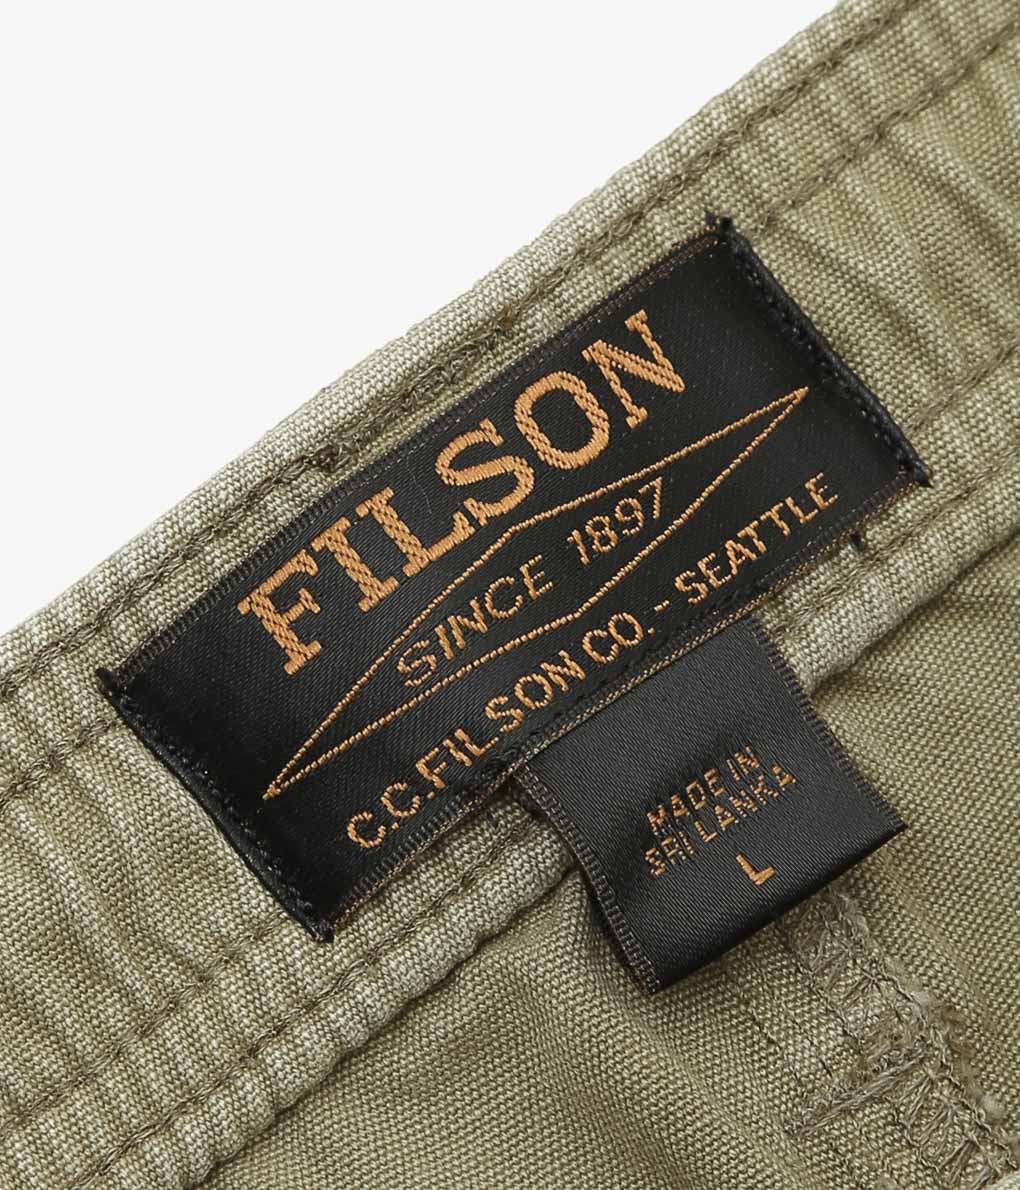 FILSON
SINCE 1897
C.C.FILSON CO.- SEATTLE
MADE IN
SRI LANKA
L